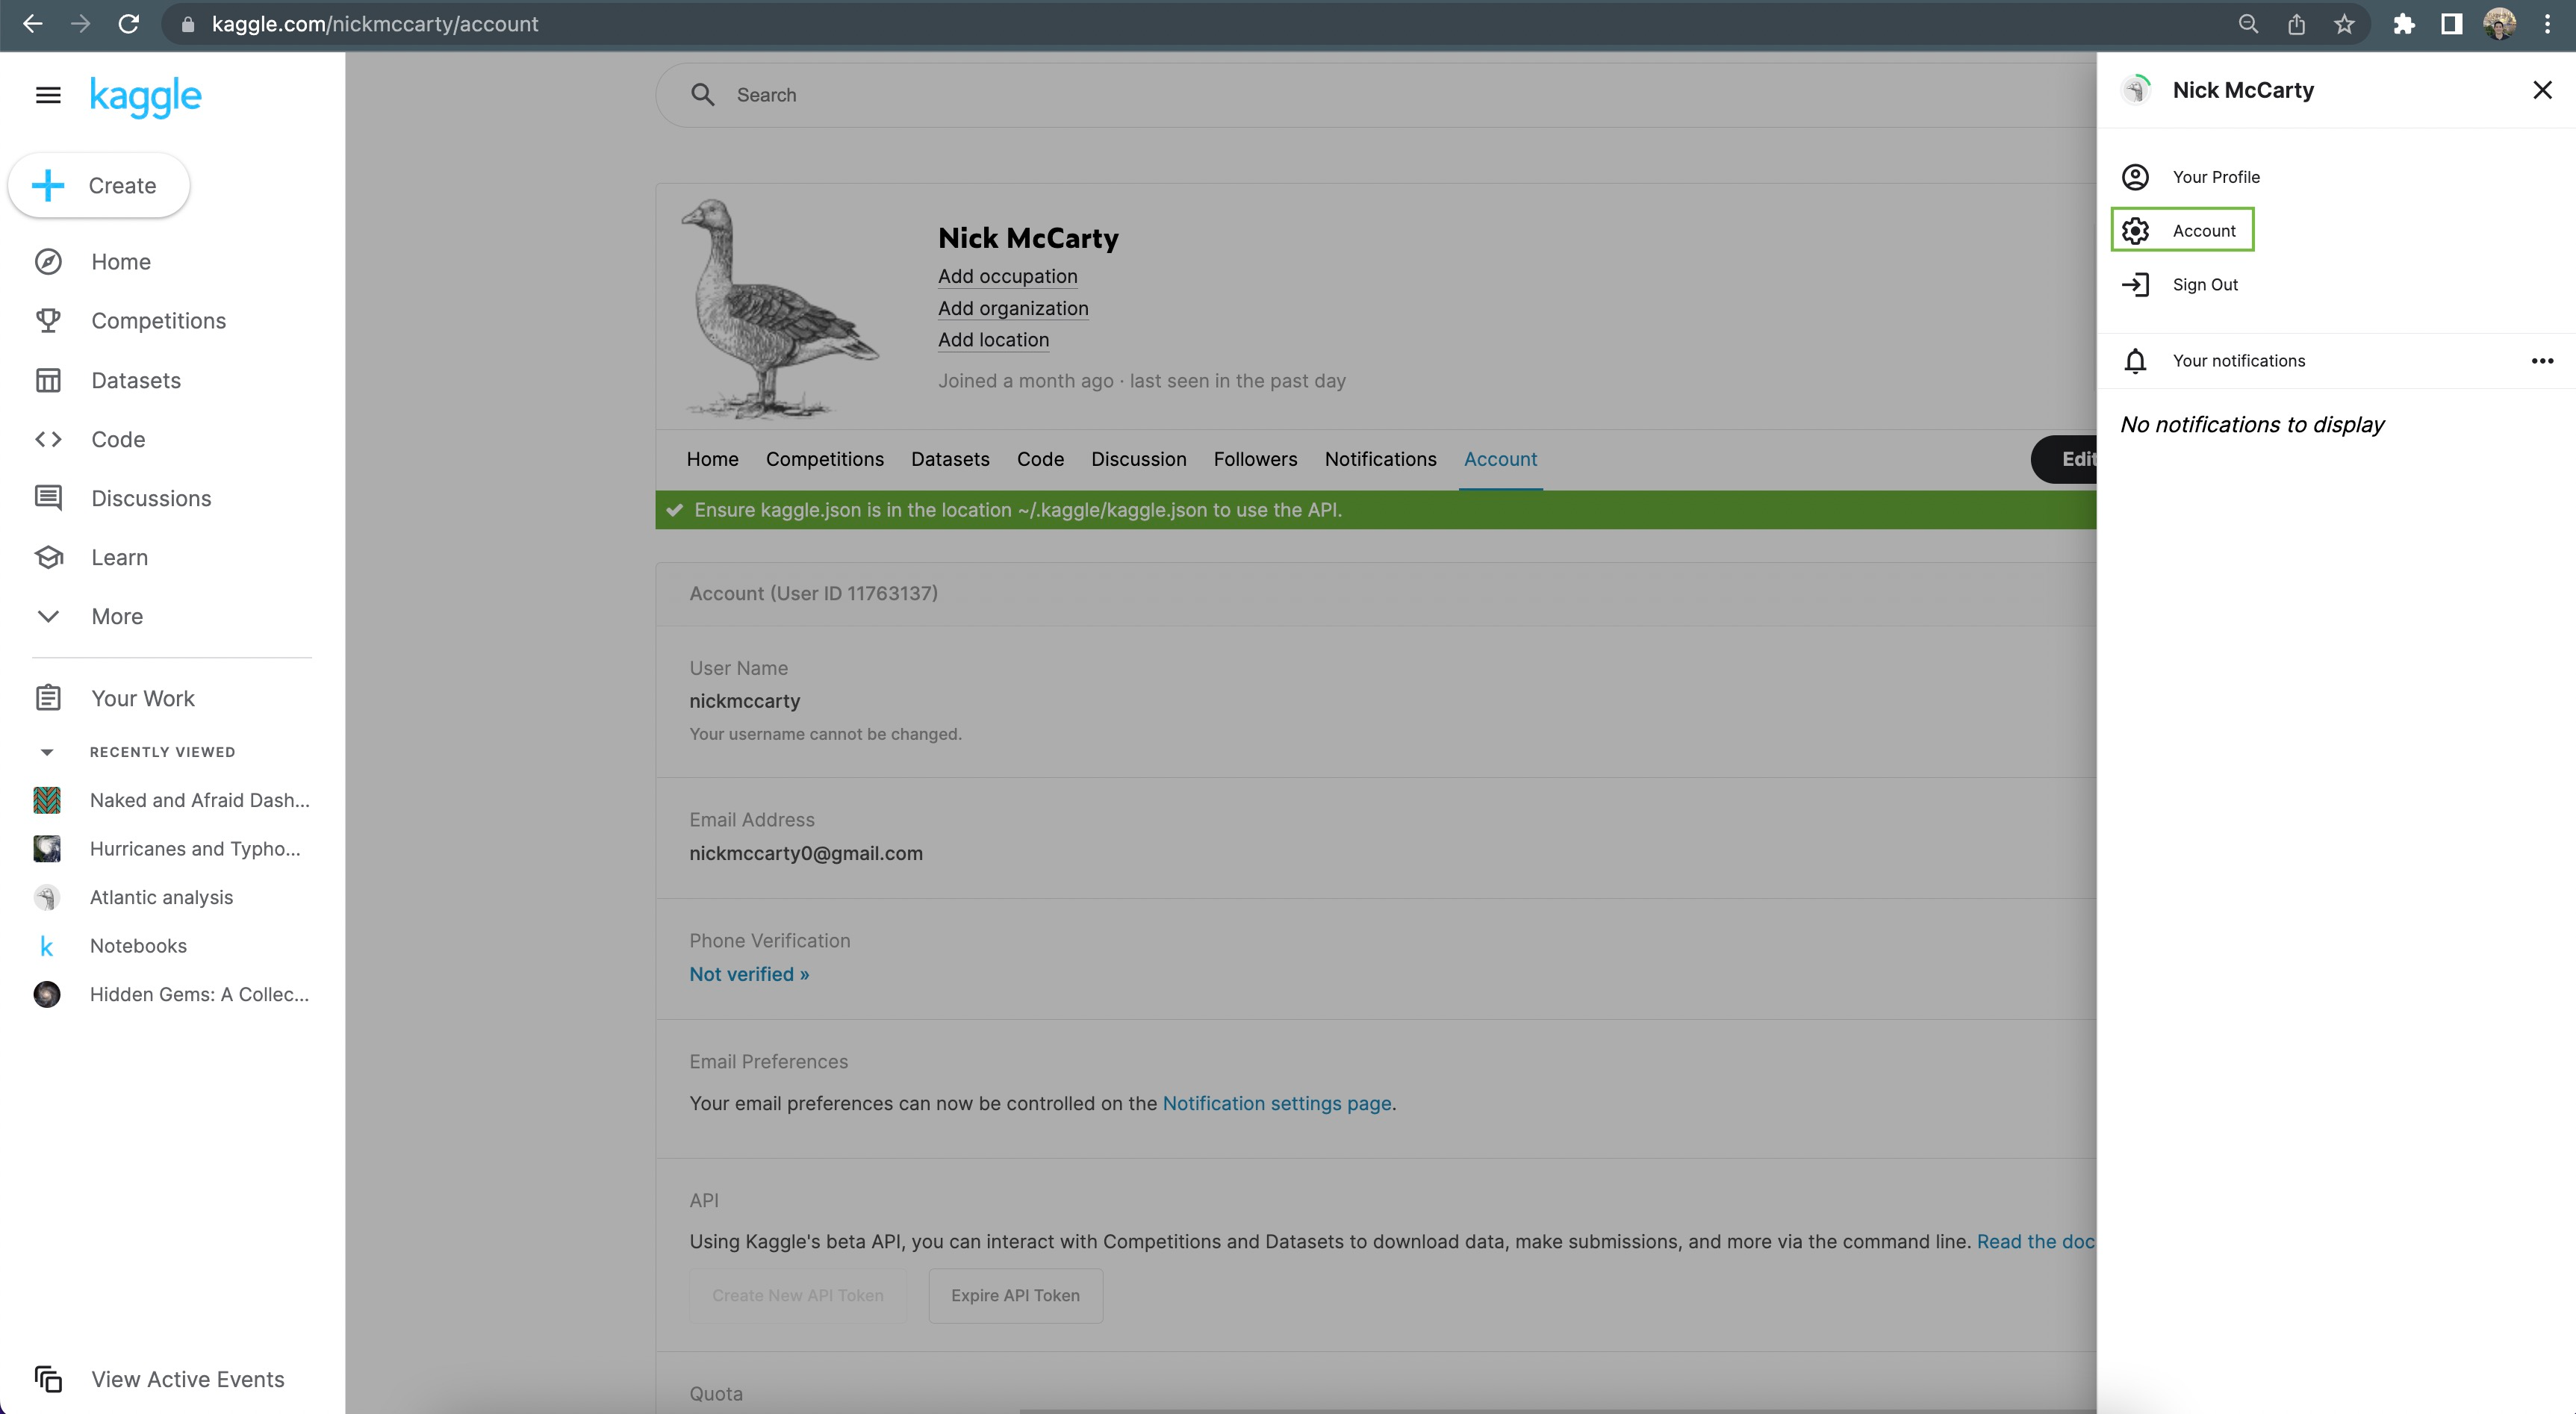 kaggle.com/nickmccarty/account
kaggle
Create
Home
Competitions
Datasets
Code
Discussions
Learn
More
Your Work
RECENTLY VIEWED
Naked and Afraid Dash...
Hurricanes and Typho...
Atlantic analysis
k Notebooks
Hidden Gems: A Collec...
View Active Events
Search
Nick McCarty
Add occupation
Add organization
Add location
Joined a month ago · last seen in the past day
Home Competitions Datasets Code Discussion Followers Notifications Account Edit
Ensure kaggle.json is in the location ~/.kaggle/kaggle.json to use the API.
Account (User ID 11763137)
User Name
nickmccarty
Your username cannot be changed.
Email Address
nickmccarty0@gmail.com
Phone Verification
Not verified »
Email Preferences
Your email preferences can now be controlled on the Notification settings page.
API
Using Kaggle's beta API, you can interact with Competitions and Datasets to download data, make submissions, and more via the command line. Read the doc
Create New API Token Expire API Token
Quota
Nick McCarty
Your Profile
Account
Sign Out
Your notifications
No notifications to display